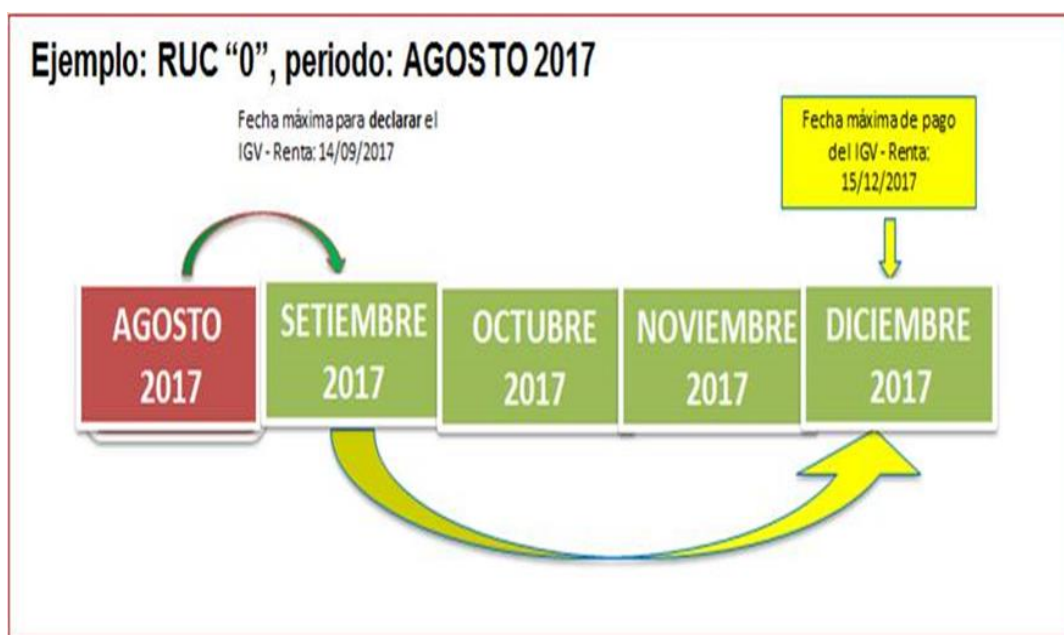 Ejemplo: RUC “0”, periodo: AGOSTO 2017
Fecha máxima para declarar el
IGV - Renta: 14/09/2017
Fecha máxima de pago
del IGV - Renta:
15/12/2017
AGOSTO
2017
SETIEMBRE
2017
OCTUBRE
2017
NOVIEMBRE
2017
DICIEMBRE
2017